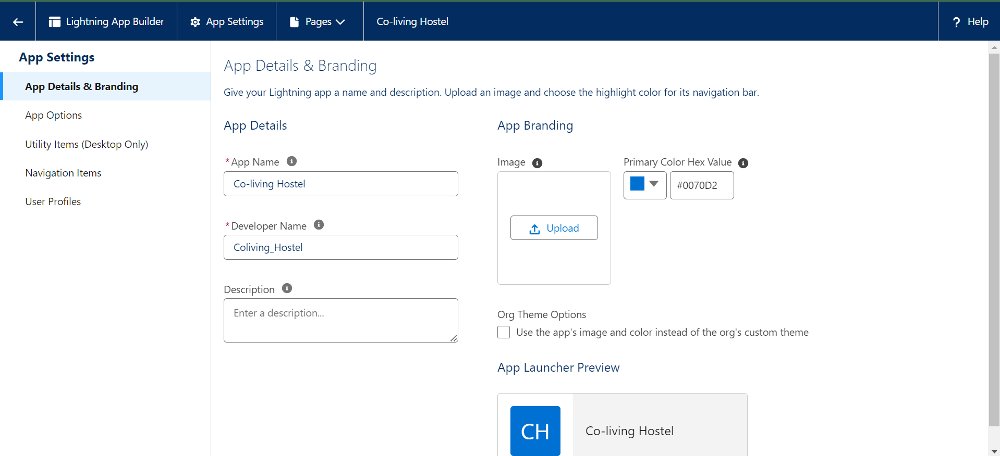 Lightning App Builder
App Settings
Pages
Co-living Hostel
? Help
App Settings
App Details & Branding
App Options
Utility Items (Desktop Only)
Navigation Items
User Profiles
App Details & Branding
Give your Lightning app a name and description. Upload an image and choose the highlight color for its navigation bar.
App Details
* App Name
Co-living Hostel
* Developer Name
Coliving_Hostel
Description
Enter a description...
App Branding
Image
Upload
Primary Color Hex Value
#0070D2
Org Theme Options
Use the app's image and color instead of the org's custom theme
App Launcher Preview
CH
Co-living Hostel